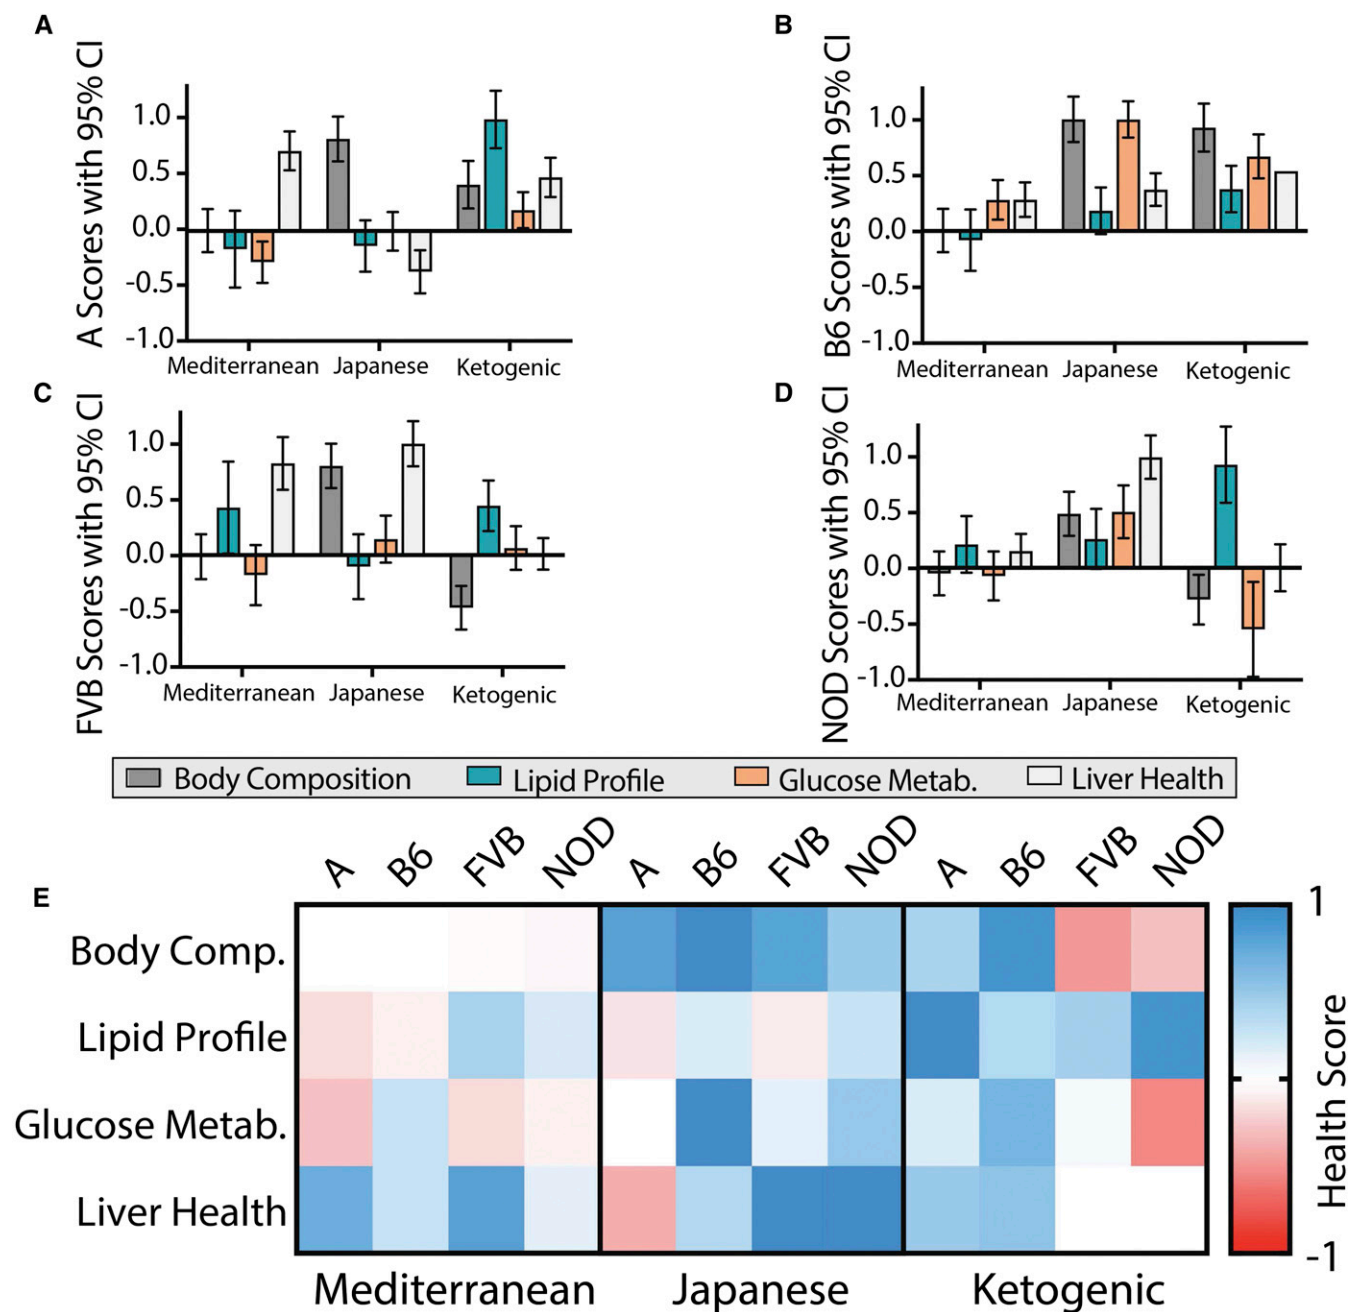 A
A Scores with 95% CI
1.0
0.5
0.0
-0.5
-1.0
Mediterranean Japanese Ketogenic
B
B6 Scores with 95% CI
1.0
0.5
0.0
-0.5
-1.0
Mediterranean Japanese Ketogenic
C
FVB Scores with 95% CI
1.0
0.5
0.0
-0.5
-1.0
Mediterranean Japanese Ketogenic
D
NOD Scores with 95% CI
1.0
0.5
0.0
-0.5
-1.0
Mediterranean Japanese Ketogenic
Body Composition Lipid Profile Glucose Metab. Liver Health
E
A B6 FVB NOD A B6 FVB NOD A B6 FVB NOD
Body Comp.
Lipid Profile
Glucose Metab.
Liver Health
Mediterranean Japanese Ketogenic
1
Health Score
-1